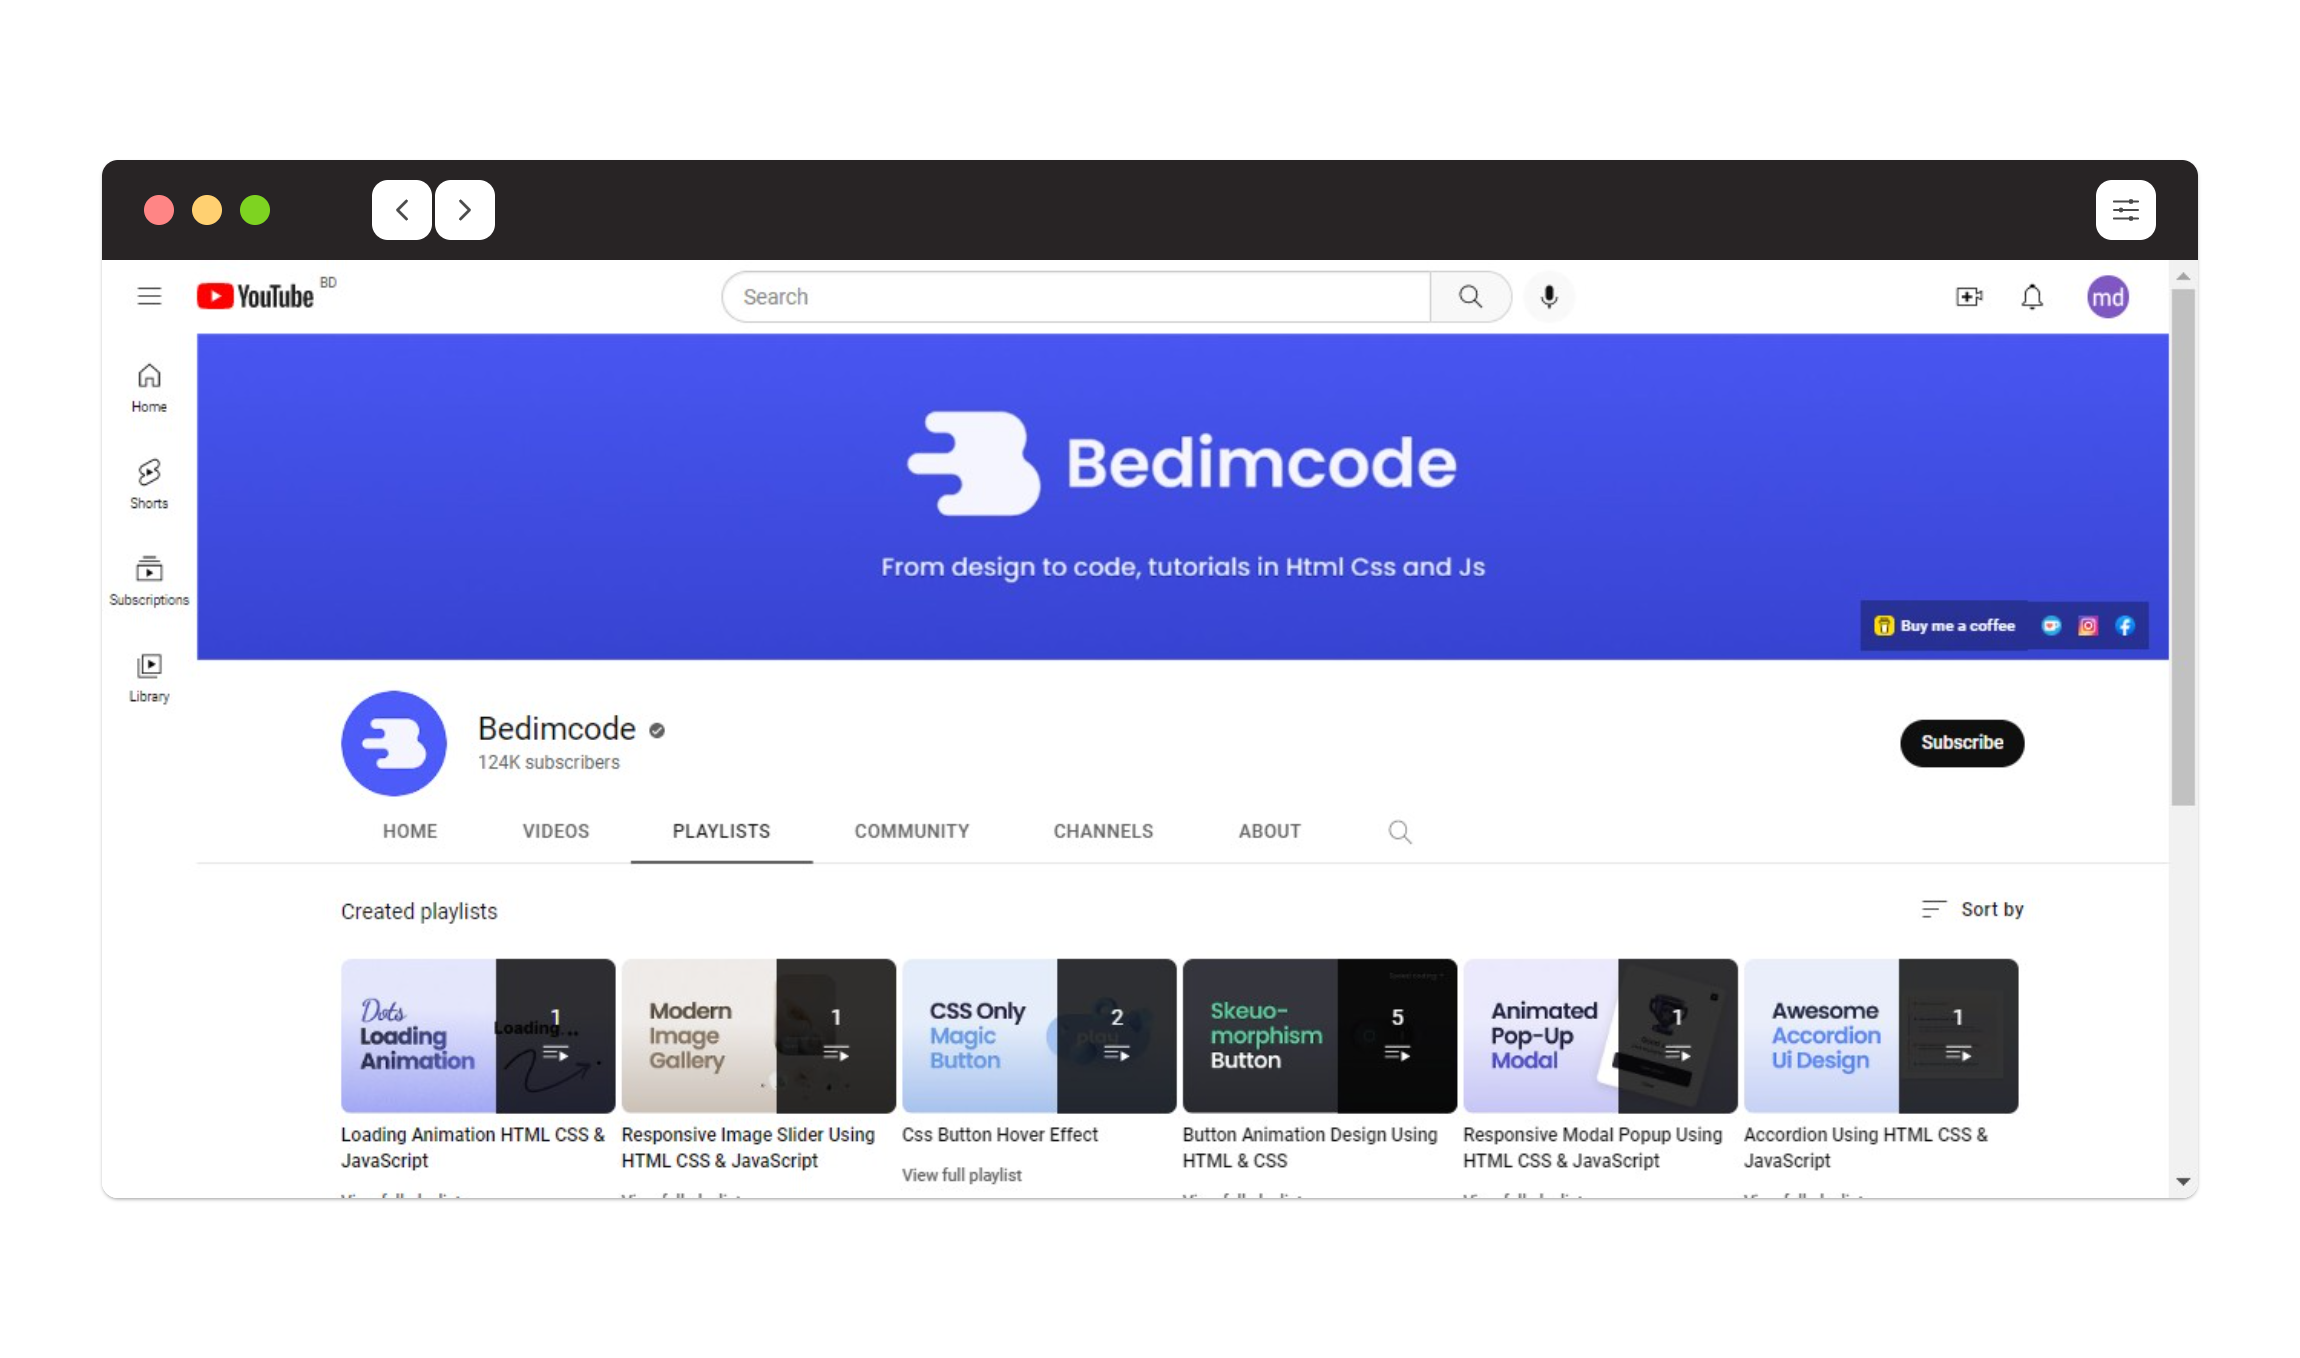 YouTube BD
Search
md
Home
Shorts
Subscriptions
Library
Bedimcode
From design to code, tutorials in Html Css and Js
Buy me a coffee
Bedimcode
124K subscribers
Subscribe
HOME VIDEOS PLAYLISTS COMMUNITY CHANNELS ABOUT
Created playlists
Sort by
Dots
Loading
Animation
Loading...
1
Modern
Image
Gallery
1
CSS Only
Magic
Button
play
2
Skeuo-
morphism
Button
5
Animated
Pop-Up
Modal
1
Awesome
Accordion
Ui Design
1
Loading Animation HTML CSS &
JavaScript
Responsive Image Slider Using
HTML CSS & JavaScript
Css Button Hover Effect
View full playlist
Button Animation Design Using
HTML & CSS
Responsive Modal Popup Using
HTML CSS & JavaScript
Accordion Using HTML CSS &
JavaScript